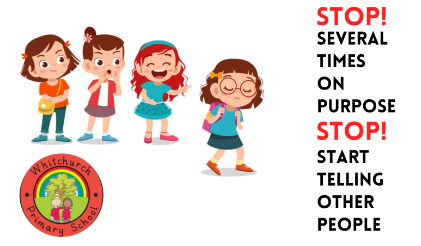 STOP!
SEVERAL
TIMES
ON
PURPOSE
STOP!
START
TELLING
OTHER
PEOPLE
Whitchurch
Primary School